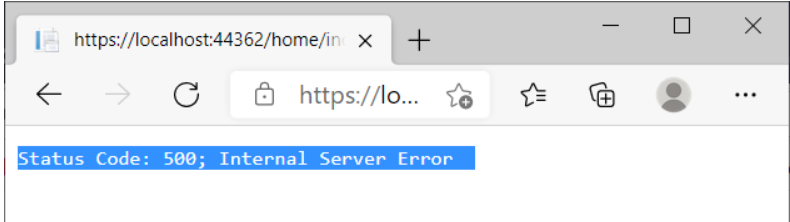 https://localhost:44362/home/in
https://lo...
Status Code: 500; Internal Server Error